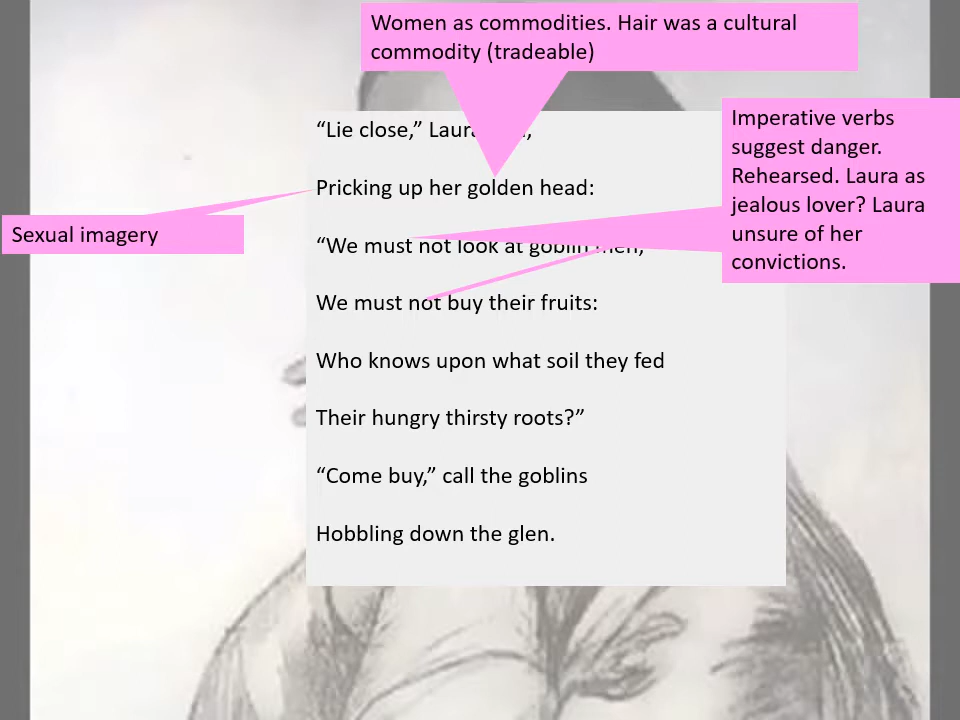 Women as commodities. Hair was a cultural
commodity (tradeable)
“Lie close,” Laura
Pricking up her golden head:
“We must not look at goblin men,
We must not buy their fruits:
Who knows upon what soil they fed
Their hungry thirsty roots?”
“Come buy,” call the goblins
Hobbling down the glen.
Sexual imagery
Imperative verbs
suggest danger.
Rehearsed. Laura as
jealous lover? Laura
unsure of her
convictions.